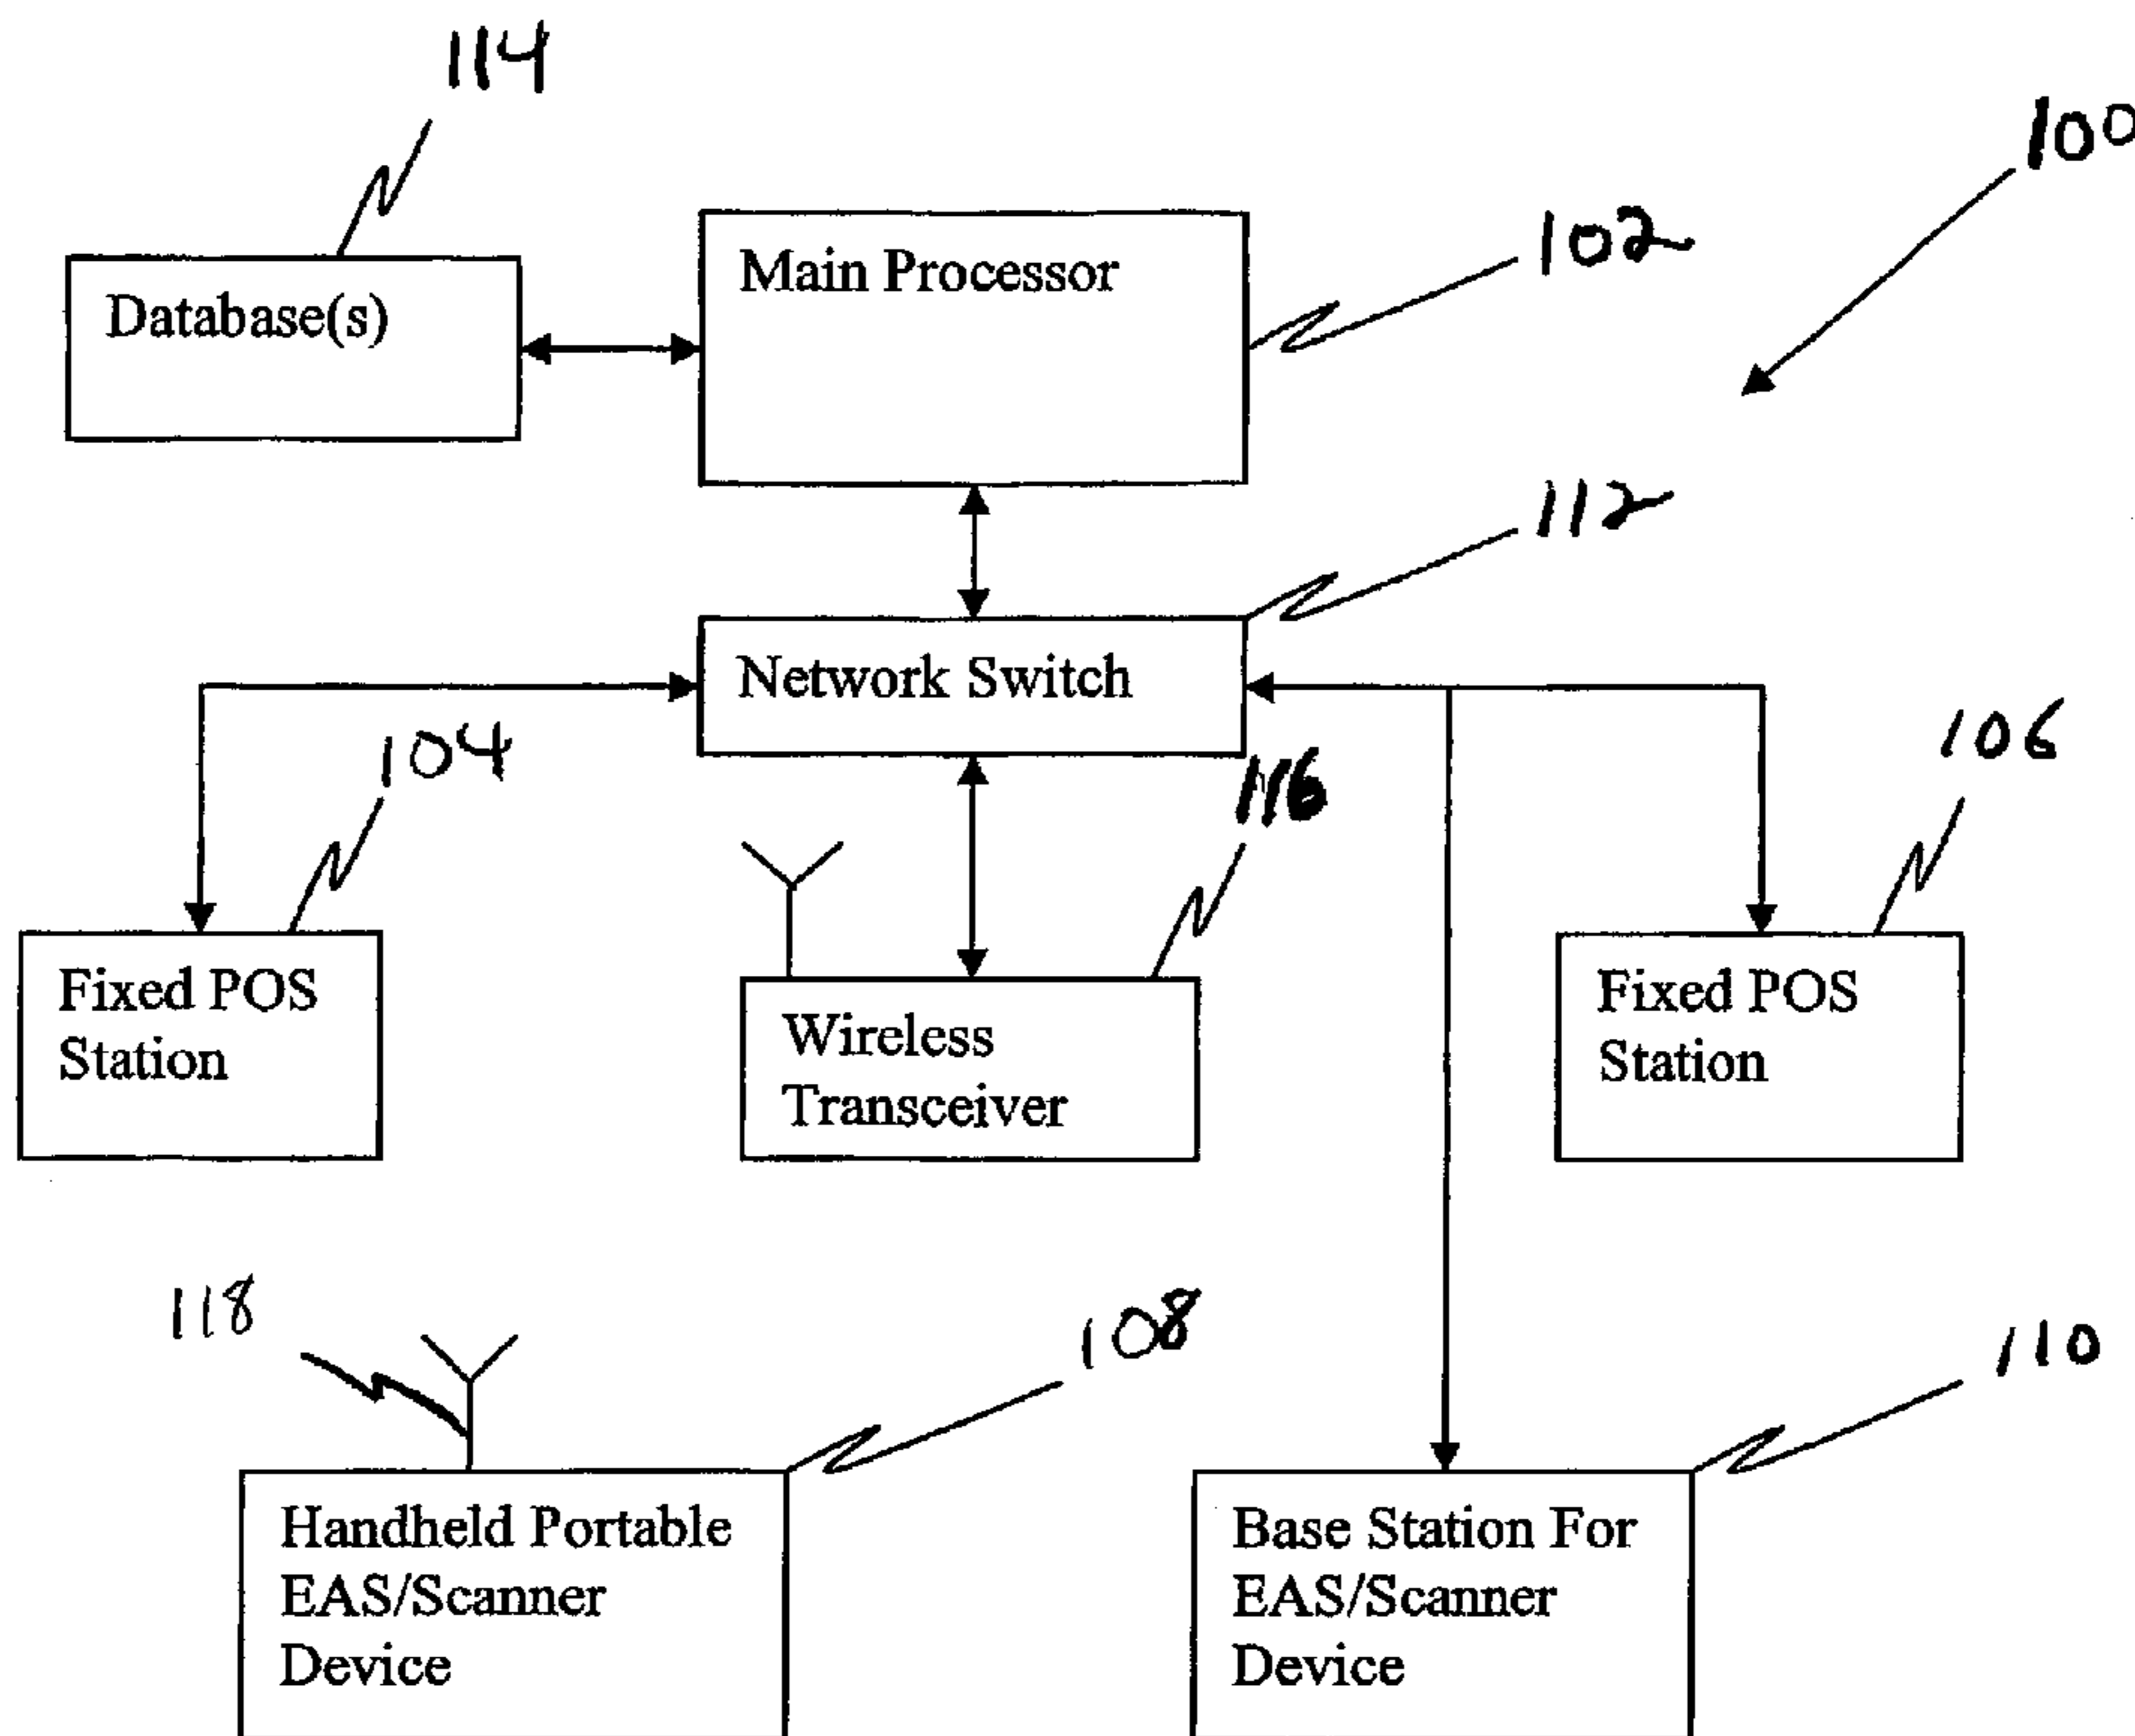 114
100
Database(s)
Main Processor
102
112
Network Switch
104
116
106
Fixed POS
Station
Wireless
Transceiver
Fixed POS
Station
118
108
110
Handheld Portable
EAS/Scanner
Device
Base Station For
EAS/Scanner
Device